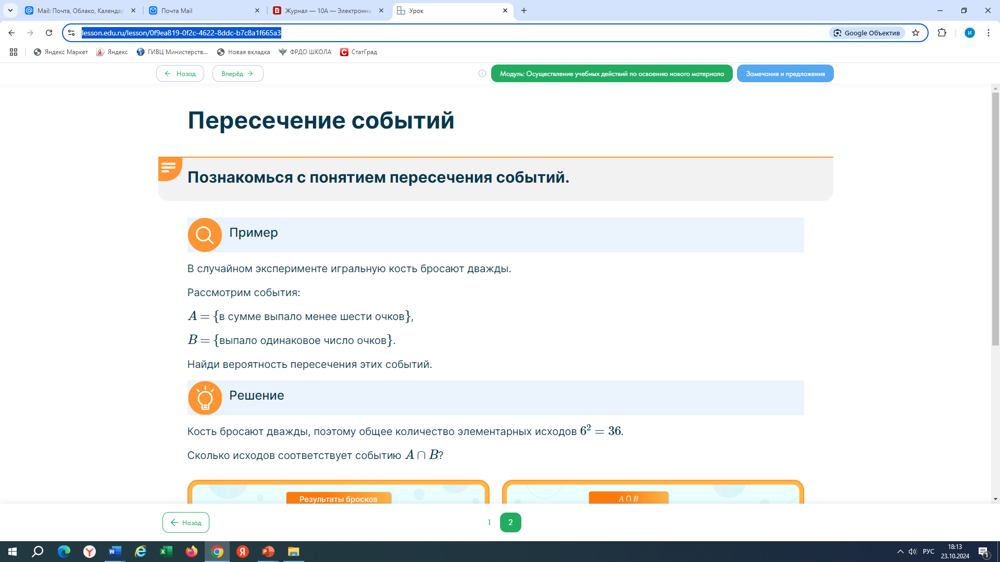 Mail: Почта, Облако, Календар
Почта Mail
Журнал — 10А — Электронны
Урок
lesson.edu.ru/lesson/0f9ea819-0f2c-4622-8ddc-b7c8a1f665a3
Google Объектив
И
Яндекс Маркет
Яндекс
ГИВЦ Министерств...
Новая вкладка
ФРДО ШКОЛА
СтатГрад
Назад
Вперёд
Модуль: Осуществление учебных действий по освоению нового материала
Замечания и предложения
Пересечение событий
Познакомься с понятием пересечения событий.
Пример
В случайном эксперименте игральную кость бросают дважды.
Рассмотрим события:
A = {в сумме выпало менее шести очков},
B = {выпало одинаковое число очков}.
Найди вероятность пересечения этих событий.
Решение
Кость бросают дважды, поэтому общее количество элементарных исходов 6² = 36.
Сколько исходов соответствует событию A ∩ B?
Результаты бросков
A ∩ B
Назад
1
2
РУС
18:13
23.10.2024
1